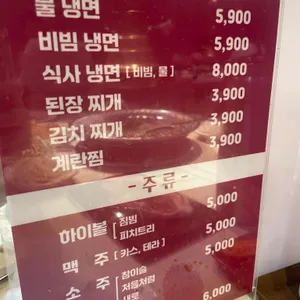 물 냉면 5,900
비빔 냉면 5,900
식사 냉면 [ 비빔, 물 ] 8,000
된장 찌개 3,900
김치 찌개 3,900
계란찜 3,900
- 주류 -
하이볼 [ 짐빔 5,000
피치트리 5,000
맥 주 [ 카스, 테라 ] 5,000
소 주 [ 참이슬
처음처럼
새로 6,000